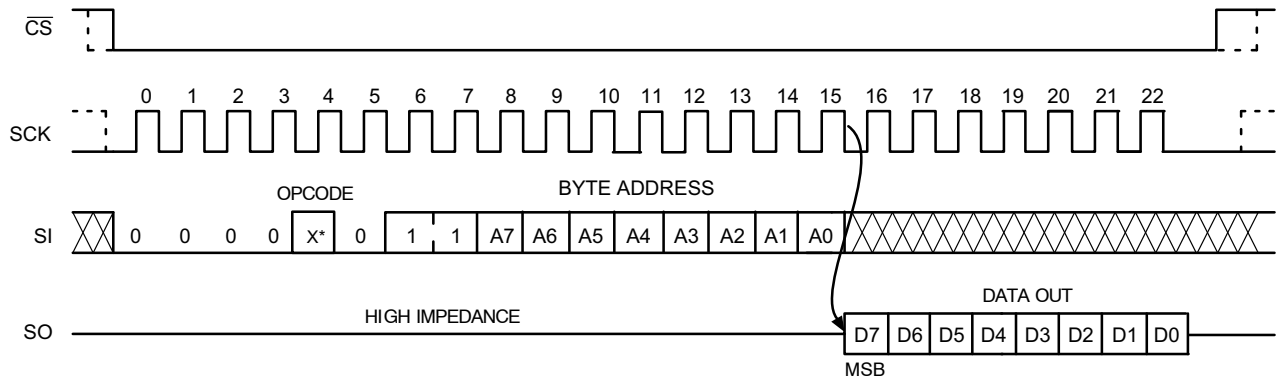 CS
0 1 2 3 4 5 6 7 8 9 10 11 12 13 14 15 16 17 18 19 20 21 22
SCK
OPCODE
BYTE ADDRESS
SI 0 0 0 0 X* 0 1 1 A7 A6 A5 A4 A3 A2 A1 A0
DATA OUT
HIGH IMPEDANCE
SO D7 D6 D5 D4 D3 D2 D1 D0
MSB